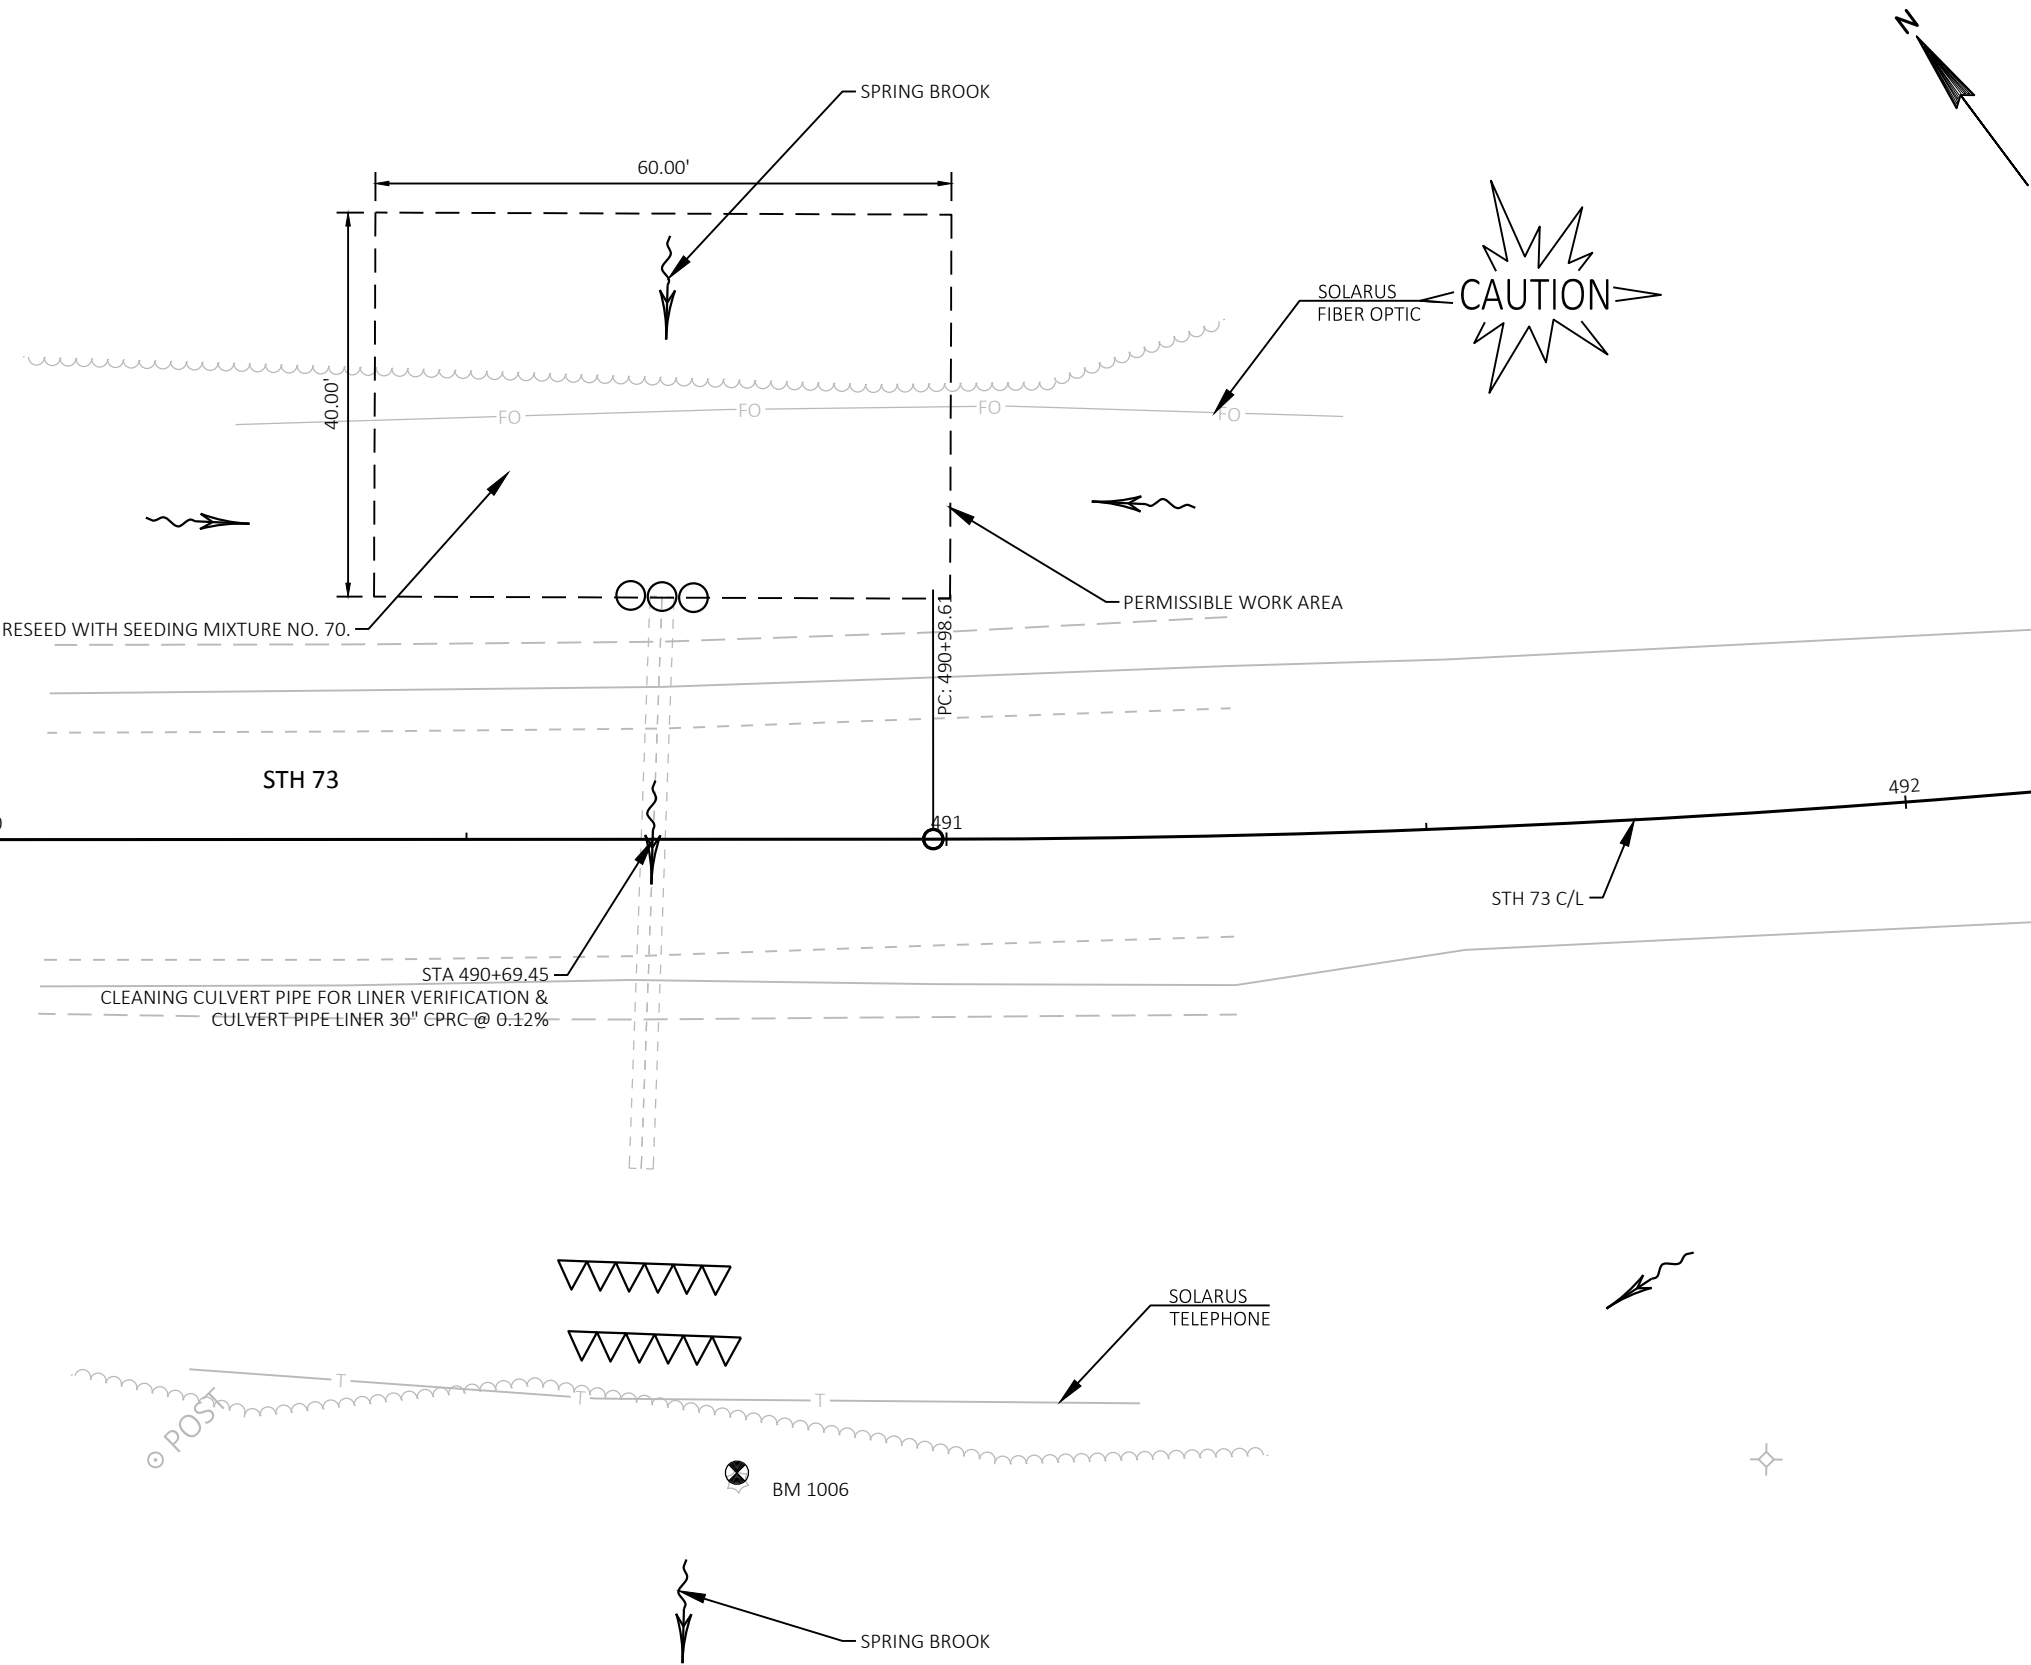 N
SPRING BROOK
60.00'
SOLARUS
FIBER OPTIC
CAUTION
40.00'
FO
FO
FO
FO
PERMISSIBLE WORK AREA
RESEED WITH SEEDING MIXTURE NO. 70.
PC: 490+98.61
STH 73
491
492
STH 73 C/L
STA 490+69.45
CLEANING CULVERT PIPE FOR LINER VERIFICATION &
CULVERT PIPE LINER 30" CPRC @ 0.12%
SOLARUS
TELEPHONE
T
T
T
POST
BM 1006
SPRING BROOK